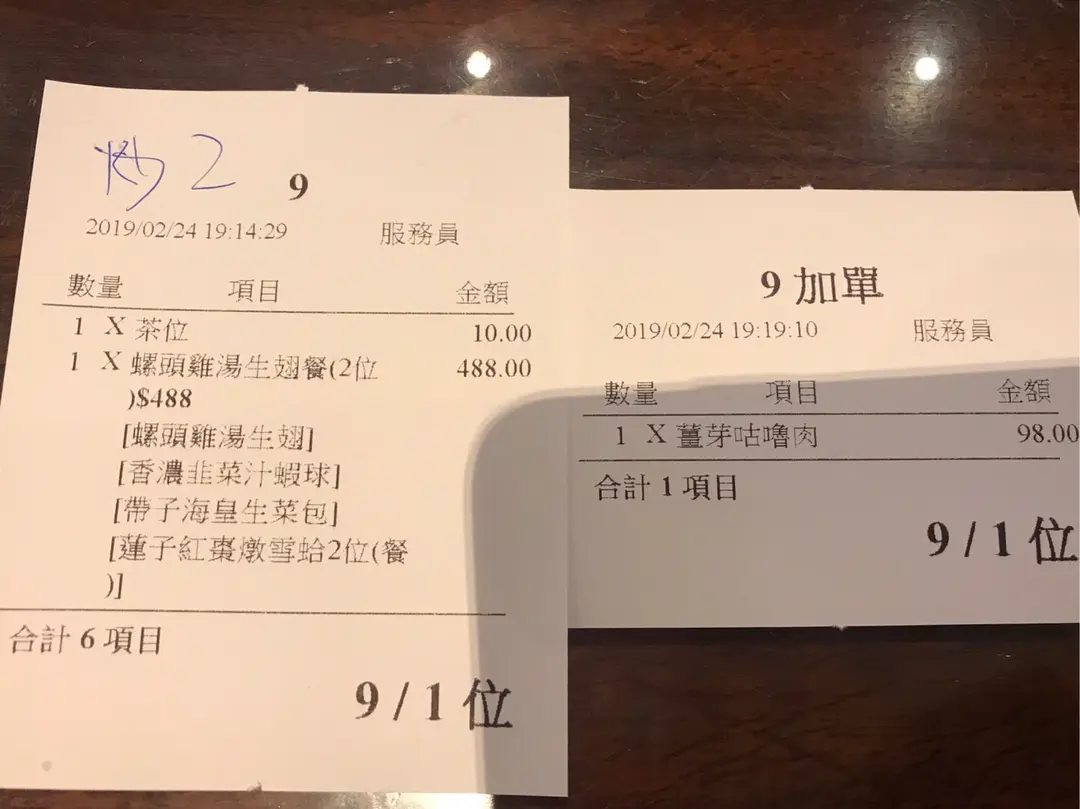 炒2
9
2019/02/24 19:14:29 服務員
數量 項目 金額
1 X 茶位 10.00
1 X 螺頭雞湯生翅餐(2位 488.00
)$488
[螺頭雞湯生翅]
[香濃韭菜汁蝦球]
[帶子海皇生菜包]
[蓮子紅棗燉雪蛤2位(餐
)]
合計 6 項目
9 / 1 位
9 加單
2019/02/24 19:19:10 服務員
數量 項目 金額
1 X 薑芽咕嚕肉 98.00
合計 1 項目
9 / 1 位